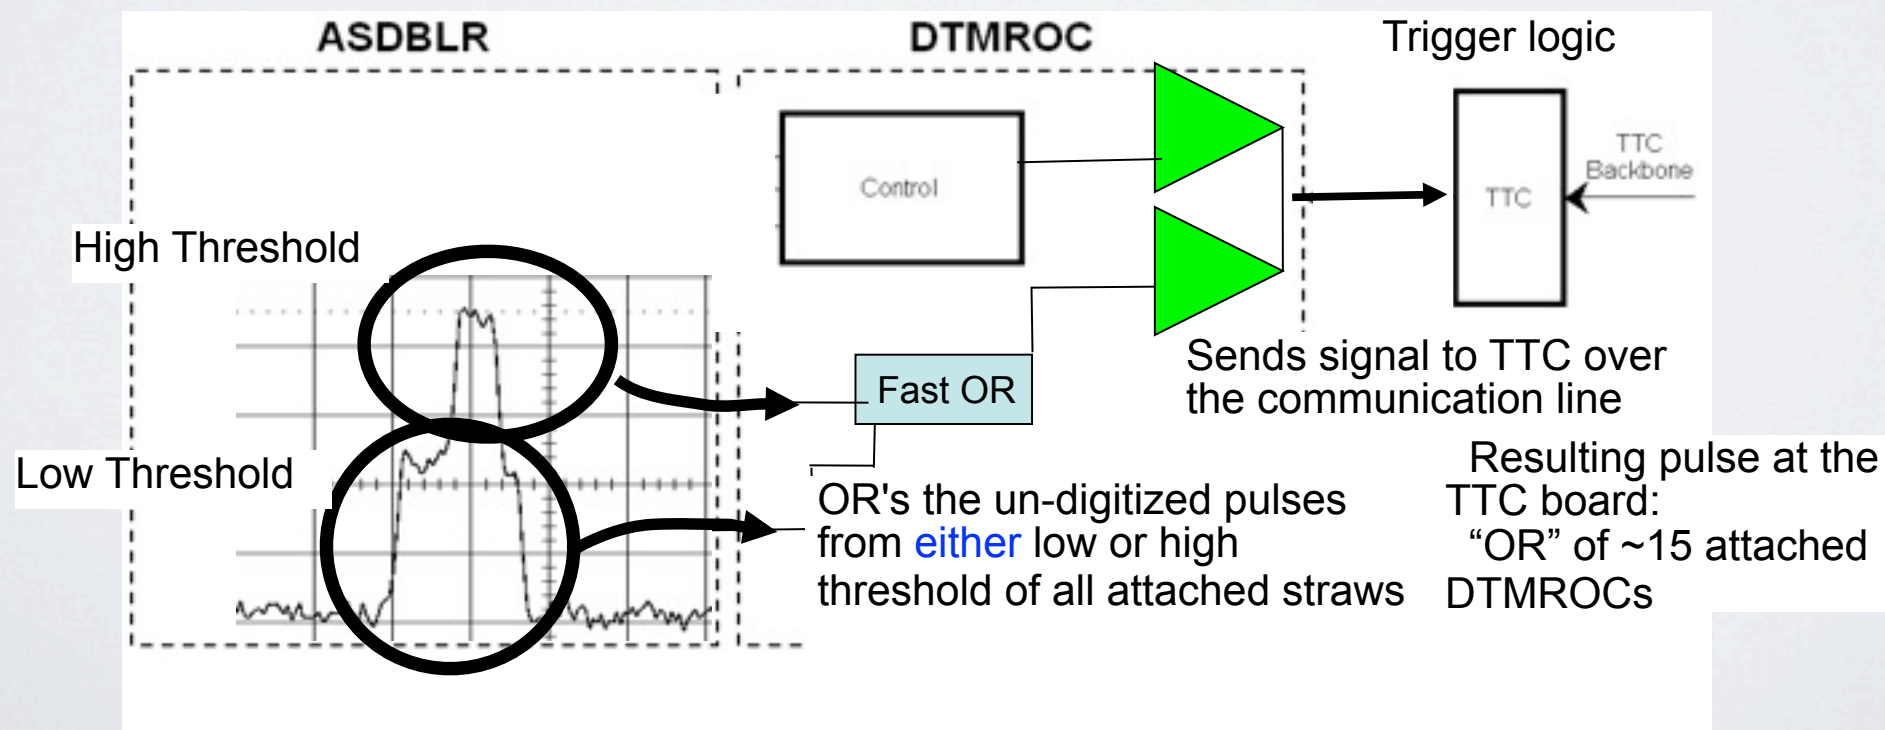 ASDBLR
DTMROC
Trigger logic
Control
TTC
TTC
Backbone
High Threshold
Low Threshold
Fast OR
Sends signal to TTC over
the communication line
OR's the un-digitized pulses
from either low or high
threshold of all attached straws
Resulting pulse at the
TTC board:
“OR” of ~15 attached
DTMROCs